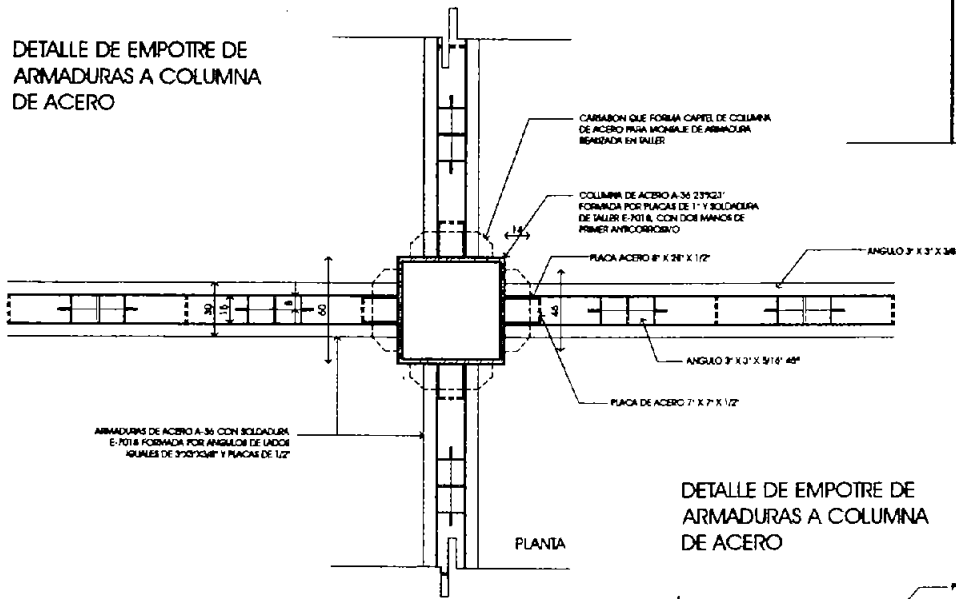 DETALLE DE EMPOTRE DE
ARMADURAS A COLUMNA
DE ACERO
CARTABON QUE FORMA CAPITEL DE COLUMNA
DE ACERO PARA MONTAJE DE ARMADURA
REALIZADA EN TALLER
COLUMNA DE ACERO A-36 23"X23"
FORMADA POR PLACAS DE 1" Y SOLDADURA
DE TALLER E-7018, CON DOS MANOS DE
PRIMER ANTICORROSIVO
14
PLACA ACERO 8" X 26" X 1/2"
ANGULO 3" X 3" X 3/8
30
15
8
60
46
ANGULO 3" X 3" X 5/16" 45°
PLACA DE ACERO 7" X 7" X 1/2"
ARMADURAS DE ACERO A-36 CON SOLDADURA
E-7018 FORMADA POR ANGULOS DE LADOS
IGUALES DE 3"X3"X3/8" Y PLACAS DE 1/2"
PLANTA
DETALLE DE EMPOTRE DE
ARMADURAS A COLUMNA
DE ACERO